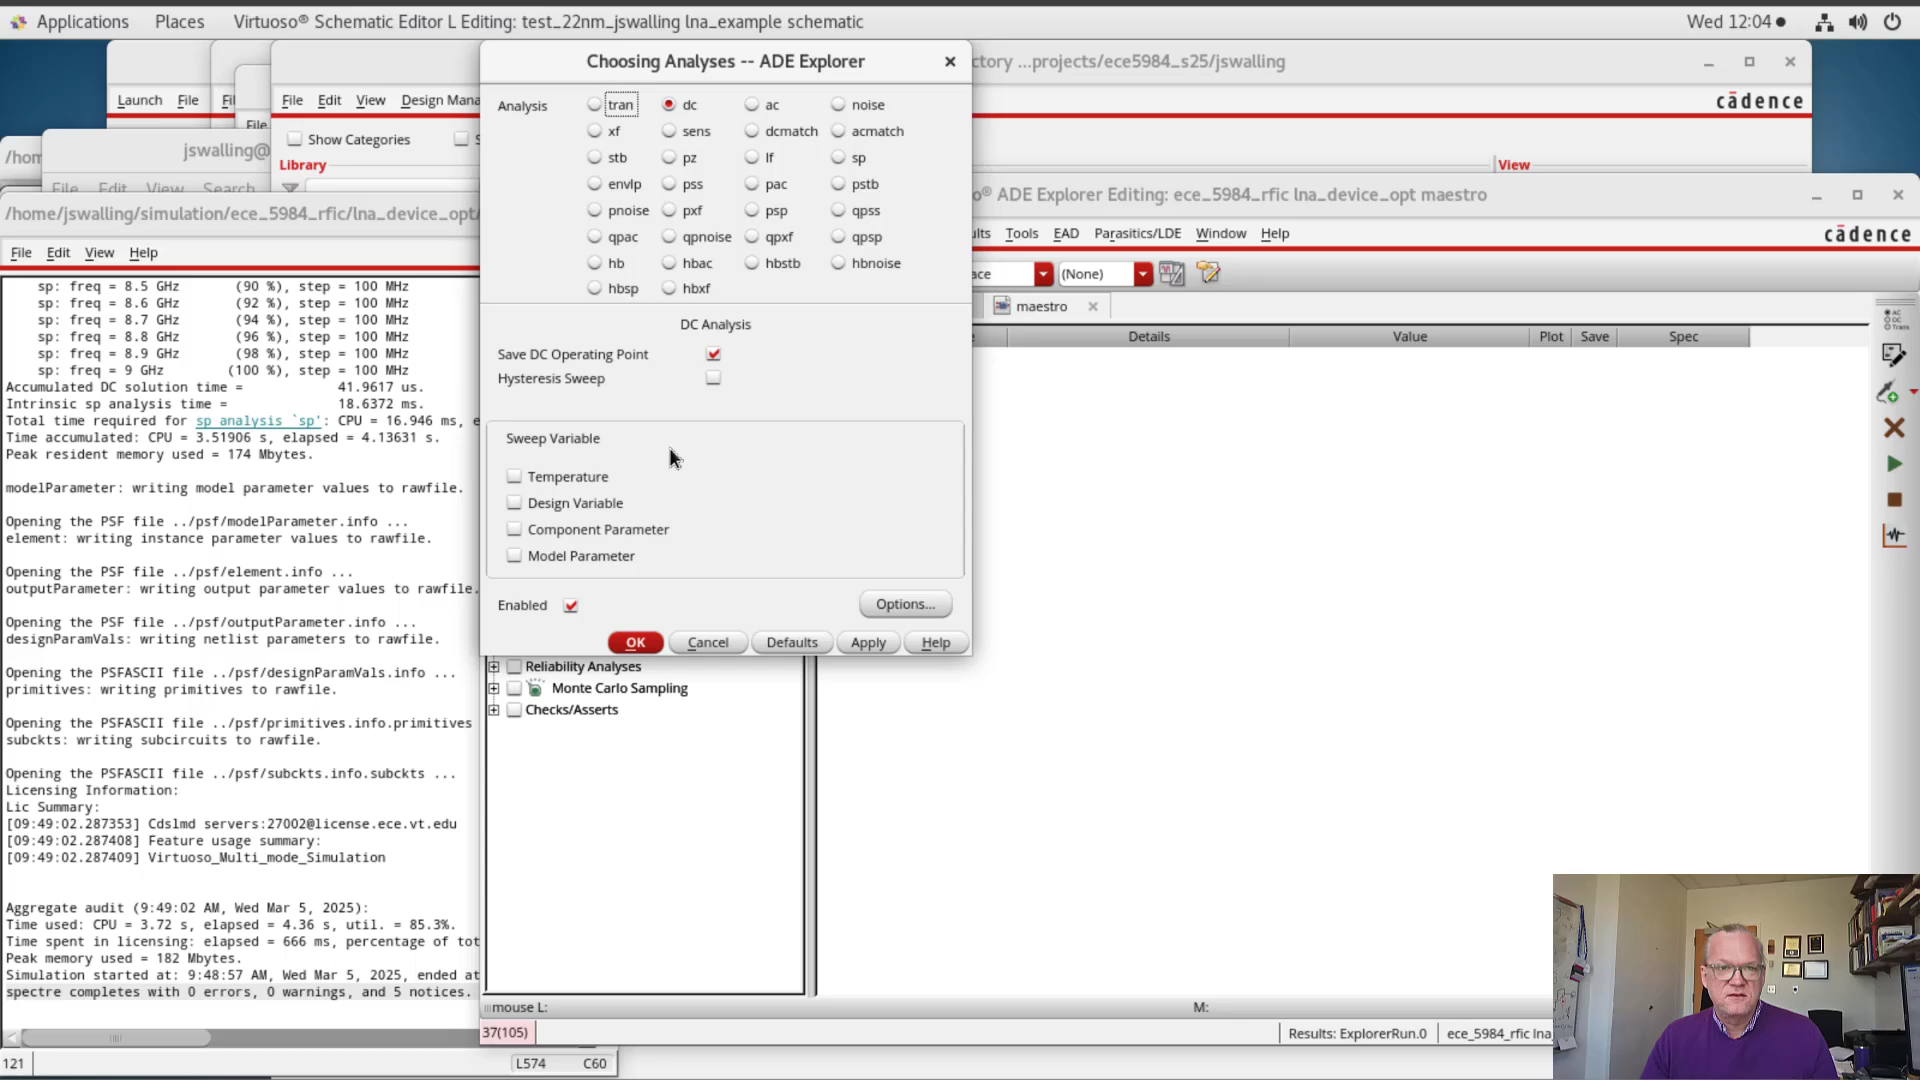 Applications Places Virtuoso® Schematic Editor L Editing: test_22nm_jswalling lna_example schematic Wed 12:04
Choosing Analyses -- ADE Explorer
ctory ...projects/ece5984_s25/jswalling
Launch File Fil File Edit View Design Mana
cādence
File
Show Categories
jswalling@
Library
View
/hom
File Edit View Search
Analysis tran dc ac noise
xf sens dcmatch acmatch
stb pz lf sp
envlp pss pac pstb
pnoise pxf psp qpss
qpac qpnoise qpxf qpsp
hb hbac hbstb hbnoise
hbsp hbxf
DC Analysis
Save DC Operating Point
Hysteresis Sweep
Sweep Variable
Temperature
Design Variable
Component Parameter
Model Parameter
Enabled Options...
OK Cancel Defaults Apply Help
/home/jswalling/simulation/ece_5984_rfic/lna_device_opt/
File Edit View Help
sp: freq = 8.5 GHz (90 %), step = 100 MHz
sp: freq = 8.6 GHz (92 %), step = 100 MHz
sp: freq = 8.7 GHz (94 %), step = 100 MHz
sp: freq = 8.8 GHz (96 %), step = 100 MHz
sp: freq = 8.9 GHz (98 %), step = 100 MHz
sp: freq = 9 GHz (100 %), step = 100 MHz
Accumulated DC solution time = 41.9617 us.
Intrinsic sp analysis time = 18.6372 ms.
Total time required for sp analysis `sp': CPU = 16.946 ms, e
Time accumulated: CPU = 3.51906 s, elapsed = 4.13631 s.
Peak resident memory used = 174 Mbytes.
modelParameter: writing model parameter values to rawfile.
Opening the PSF file ../psf/modelParameter.info ...
element: writing instance parameter values to rawfile.
Opening the PSF file ../psf/element.info ...
outputParameter: writing output parameter values to rawfile.
Opening the PSF file ../psf/outputParameter.info ...
designParamVals: writing netlist parameters to rawfile.
Opening the PSFASCII file ../psf/designParamVals.info ...
primitives: writing primitives to rawfile.
Opening the PSFASCII file ../psf/primitives.info.primitives
subckts: writing subcircuits to rawfile.
Opening the PSFASCII file ../psf/subckts.info.subckts ...
Licensing Information:
Lic Summary:
[09:49:02.287353] Cdslmd servers:27002@license.ece.vt.edu
[09:49:02.287408] Feature usage summary:
[09:49:02.287409] Virtuoso_Multi_mode_Simulation
Aggregate audit (9:49:02 AM, Wed Mar 5, 2025):
Time used: CPU = 3.72 s, elapsed = 4.36 s, util. = 85.3%.
Time spent in licensing: elapsed = 666 ms, percentage of tot
Peak memory used = 182 Mbytes.
Simulation started at: 9:48:57 AM, Wed Mar 5, 2025, ended at
spectre completes with 0 errors, 0 warnings, and 5 notices.
121 L574 C60
o® ADE Explorer Editing: ece_5984_rfic lna_device_opt maestro
ults Tools EAD Parasitics/LDE Window Help
cādence
ace (None)
maestro
e Details Value Plot Save Spec
AC
DC
Trans
Reliability Analyses
Monte Carlo Sampling
Checks/Asserts
mouse L: M:
37(105) Results: ExplorerRun.0 ece_5984_rfic lna